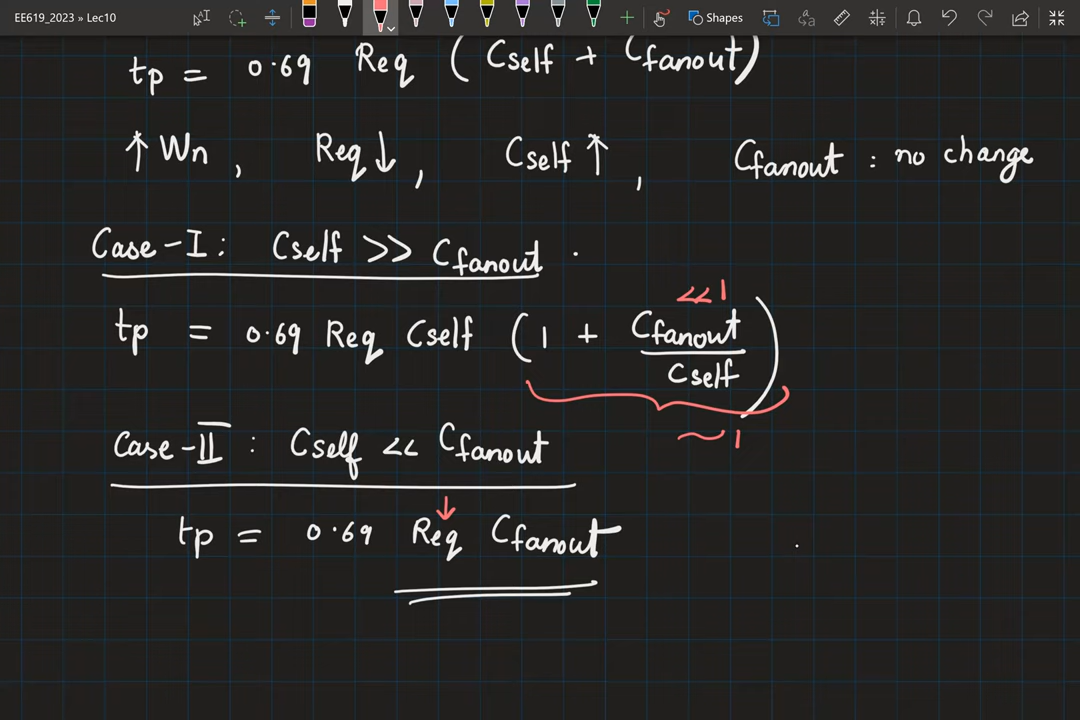 EE619_2023 » Lec10
Shapes
tp = 0.69 Req ( Cself + Cfanout)
↑ Wn , Req ↓ , Cself ↑ , Cfanout : no change
Case-I : Cself >> Cfanout .
<<1
tp = 0.69 Req Cself (1 + Cfanout / Cself)
~1
Case-II : Cself << Cfanout
↓
tp = 0.69 Req Cfanout